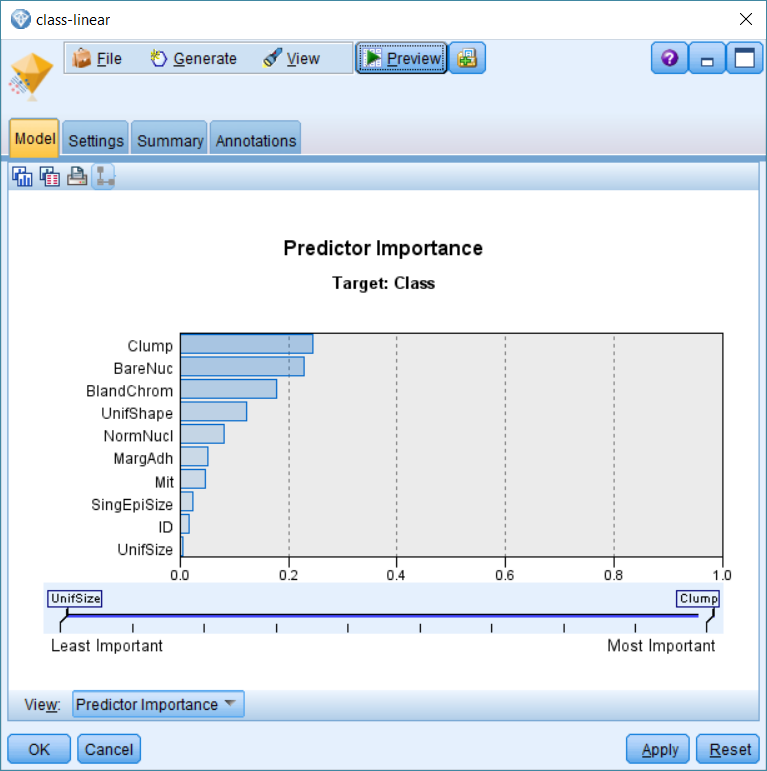 class-linear
File Generate View Preview
Model Settings Summary Annotations
Predictor Importance
Target: Class
Clump
BareNuc
BlandChrom
UnifShape
NormNucl
MargAdh
Mit
SingEpiSize
ID
UnifSize
0.0 0.2 0.4 0.6 0.8 1.0
UnifSize Clump
Least Important Most Important
View: Predictor Importance
OK Cancel Apply Reset